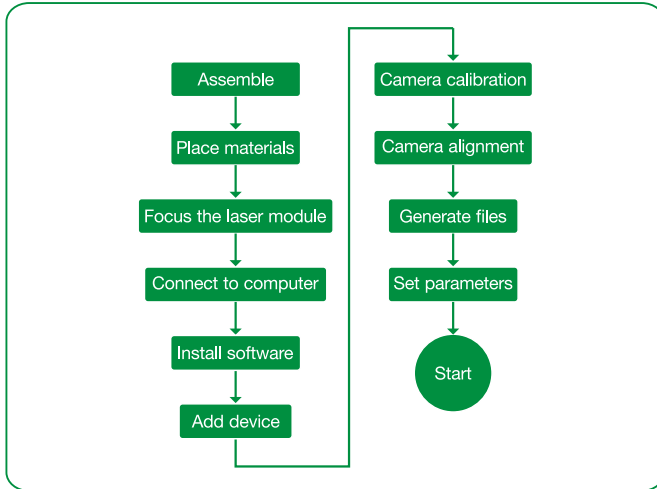 Assemble
Place materials
Focus the laser module
Connect to computer
Install software
Add device
Camera calibration
Camera alignment
Generate files
Set parameters
Start